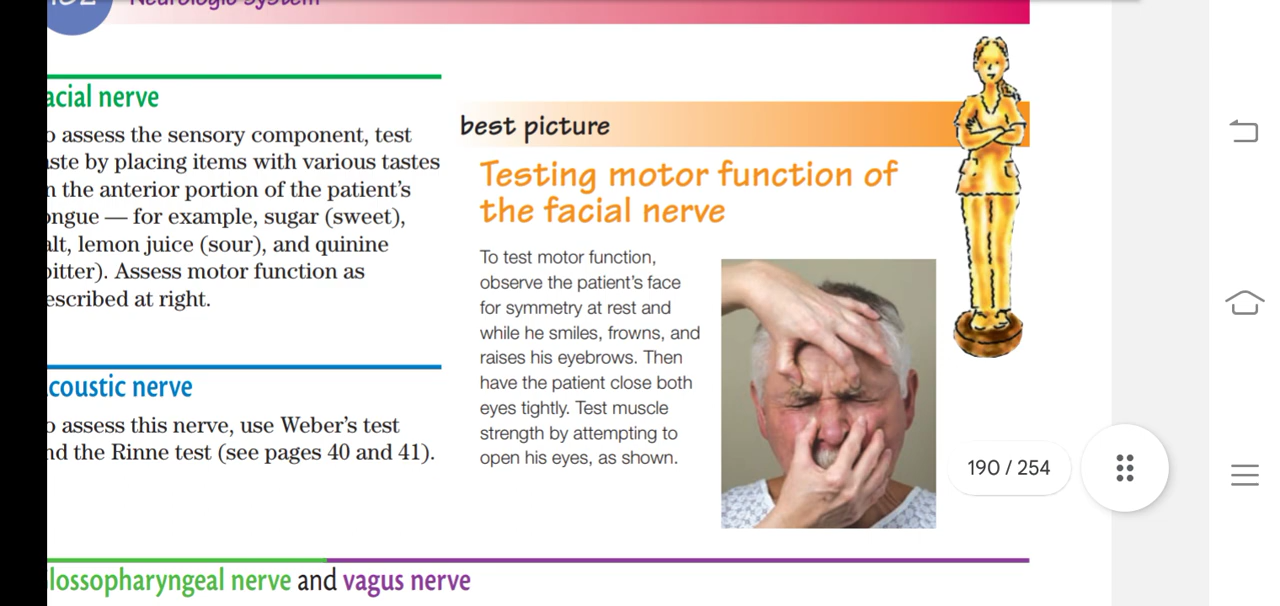 Neurologic system
acial nerve
o assess the sensory component, test
aste by placing items with various tastes
n the anterior portion of the patient's
ongue — for example, sugar (sweet),
alt, lemon juice (sour), and quinine
bitter). Assess motor function as
escribed at right.
coustic nerve
o assess this nerve, use Weber's test
nd the Rinne test (see pages 40 and 41).
best picture
Testing motor function of
the facial nerve
To test motor function,
observe the patient's face
for symmetry at rest and
while he smiles, frowns, and
raises his eyebrows. Then
have the patient close both
eyes tightly. Test muscle
strength by attempting to
open his eyes, as shown.
190 / 254
lossopharyngeal nerve and vagus nerve